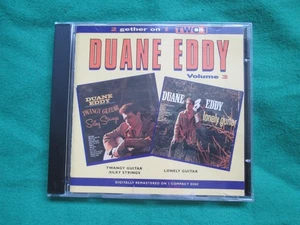 2 gether on 1
TWO
DUANE EDDY
Volume 3
DUANE
EDDY
TWANGY GUITAR
Silky Strings
DUANE EDDY
lonely guitar
TWANGY GUITAR
SILKY STRINGS
LONELY GUITAR
DIGITALLY REMASTERED ON 1 COMPACT DISC